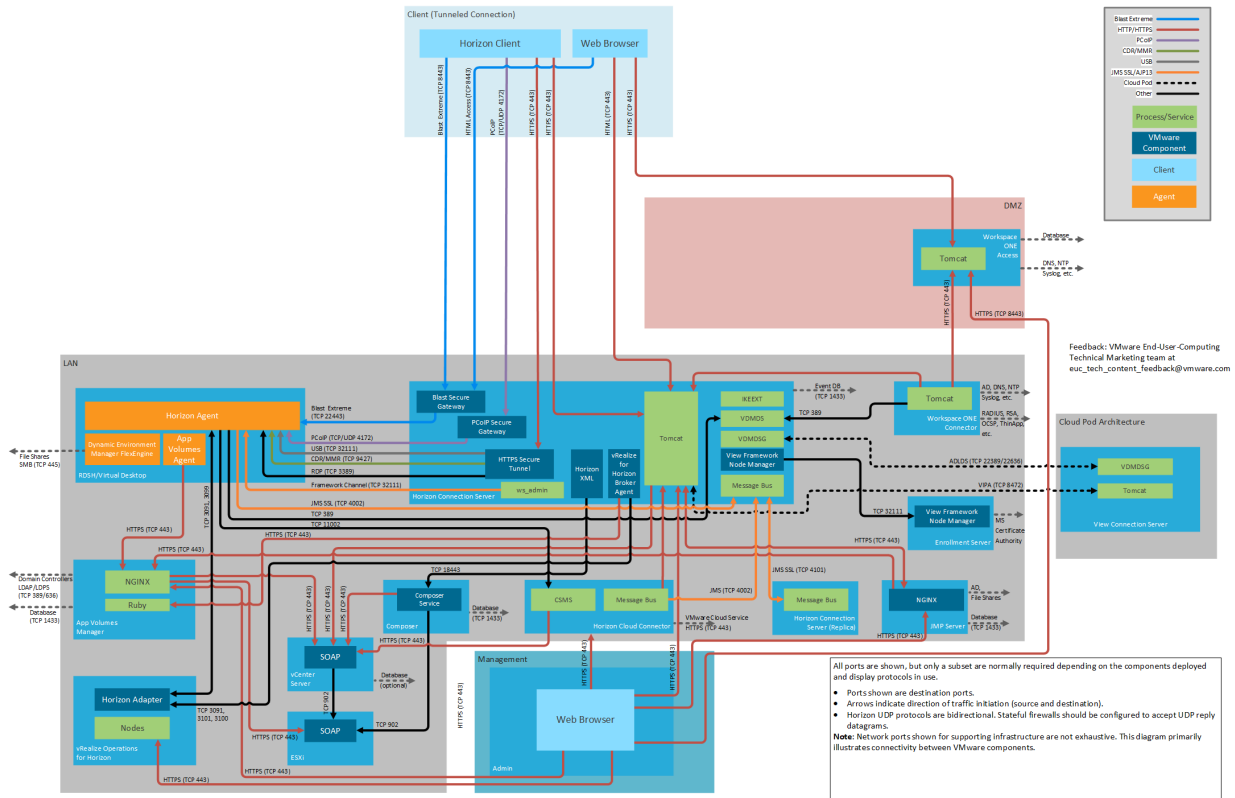 Client (Tunneled Connection)
Horizon Client
Web Browser
Blast Extreme (TCP 8443)
HTML Access (TCP 8443)
PCoIP
(TCP/UDP 4172)
HTTPS (TCP 443)
HTTPS (TCP 443)
HTML (TCP 443)
HTTPS (TCP 443)
Blast Extreme
HTTP/HTTPS
PCoIP
CDR/MMR
USB
JMS SSL/AJP13
Cloud Pod
Other
Process/Service
VMware
Component
Client
Agent
DMZ
Workspace
ONE
Access
Tomcat
Database
DNS, NTP
Syslog, etc.
HTTPS (TCP 443)
HTTPS (TCP 8443)
Feedback: VMware End-User-Computing
Technical Marketing team at
euc_tech_content_feedback@vmware.com
LAN
Horizon Agent
Dynamic Environment
Manager FlexEngine
App
Volumes
Agent
RDSH/Virtual Desktop
File Shares
SMB (TCP 445)
Blast Extreme
(TCP 22443)
PCoIP (TCP/UDP 4172)
USB (TCP 32111)
CDR/MMR (TCP 9427)
RDP (TCP 3389)
Framework Channel (TCP 32111)
JMS SSL (TCP 4002)
TCP 389
TCP 11002
HTTPS (TCP 443)
TCP 3091, 3099
HTTPS (TCP 443)
Blast Secure
Gateway
PCoIP Secure
Gateway
HTTPS Secure
Tunnel
ws_admin
Horizon Connection Server
Horizon
XML
vRealize
for
Horizon
Broker
Agent
Tomcat
IKEEXT
VDMDS
VDMDSG
View Framework
Node Manager
Message Bus
Event DB
(TCP 1433)
TCP 389
Tomcat
Workspace ONE
Connector
AD, DNS, NTP
Syslog, etc.
RADIUS, RSA,
OCSP, ThinApp,
etc.
ADLDS (TCP 22389/22636)
VIPA (TCP 8472)
Cloud Pod Architecture
VDMDSG
Tomcat
View Connection Server
TCP 32111
View Framework
Node Manager
Enrollment Server
MS
Certificate
Authority
HTTPS (TCP 443)
HTTPS (TCP 443)
Domain Controllers
LDAP/LDPS
(TCP 389/636)
Database
(TCP 1433)
NGINX
Ruby
App Volumes
Manager
HTTPS (TCP 443)
HTTPS (TCP 443)
HTTPS (TCP 443)
TCP 18443
Composer
Service
Composer
Database
(TCP 1433)
CSMS
Message Bus
Horizon Cloud Connector
VMware Cloud Service
HTTPS (TCP 443)
JMS (TCP 4002)
JMS SSL (TCP 4101)
Message Bus
Horizon Connection
Server (Replica)
NGINX
JMP Server
AD,
File Shares
Database
(TCP 1433)
HTTPS (TCP 443)
SOAP
vCenter
Server
HTTPS (TCP 443)
Database
(optional)
TCP 902
SOAP
ESXi
TCP 902
HTTPS (TCP 443)
Horizon Adapter
Nodes
vRealize Operations
for Horizon
TCP 3091,
3101, 3100
HTTPS (TCP 443)
HTTPS (TCP 443)
Management
Web Browser
Admin
HTTPS (TCP 443)
HTTPS (TCP 443)
HTTPS (TCP 443)
All ports are shown, but only a subset are normally required depending on the components deployed
and display protocols in use.
• Ports shown are destination ports.
• Arrows indicate direction of traffic initiation (source and destination).
• Horizon UDP protocols are bidirectional. Stateful firewalls should be configured to accept UDP reply
datagrams.
Note: Network ports shown for supporting infrastructure are not exhaustive. This diagram primarily
illustrates connectivity between VMware components.